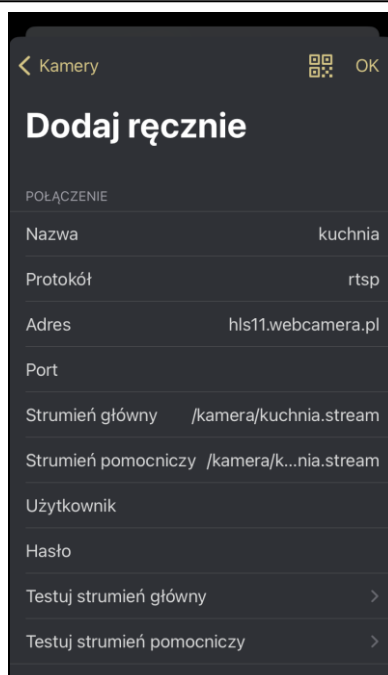 Kamery
OK
Dodaj ręcznie
POŁĄCZENIE
Nazwa kuchnia
Protokół rtsp
Adres hls11.webcamera.pl
Port
Strumień główny /kamera/kuchnia.stream
Strumień pomocniczy /kamera/k...nia.stream
Użytkownik
Hasło
Testuj strumień główny
Testuj strumień pomocniczy